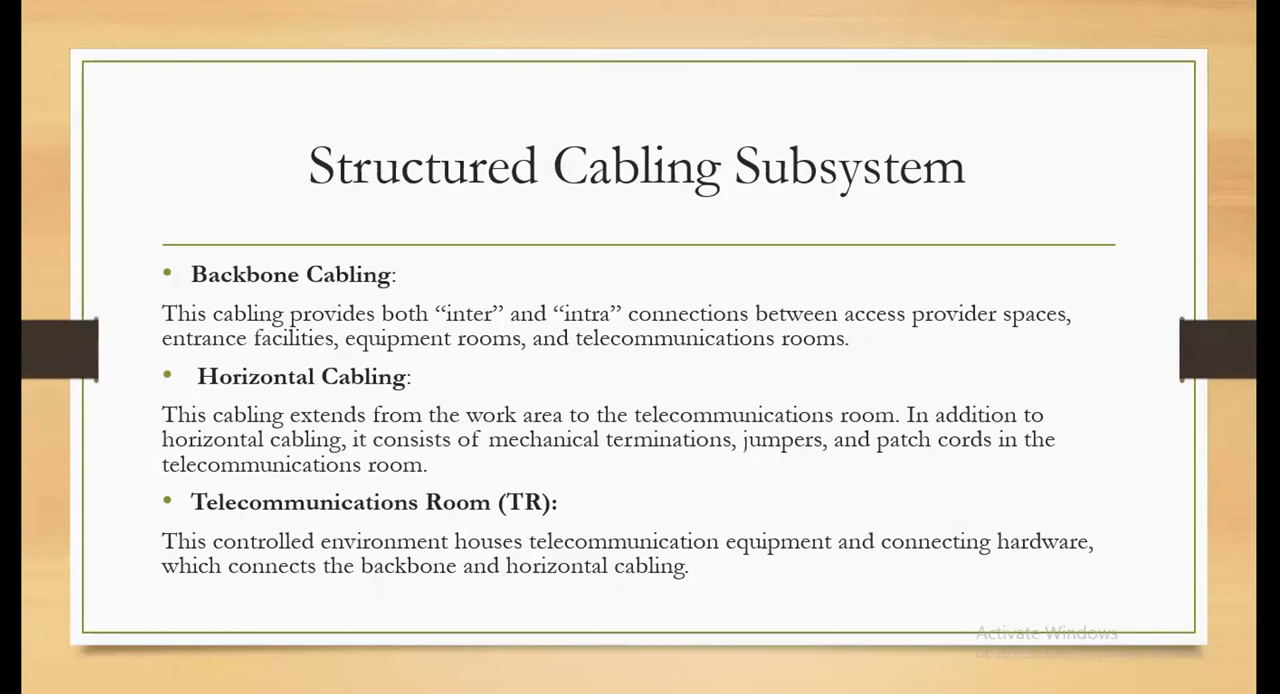 Structured Cabling Subsystem
• Backbone Cabling:
This cabling provides both “inter” and “intra” connections between access provider spaces,
entrance facilities, equipment rooms, and telecommunications rooms.
• Horizontal Cabling:
This cabling extends from the work area to the telecommunications room. In addition to
horizontal cabling, it consists of mechanical terminations, jumpers, and patch cords in the
telecommunications room.
• Telecommunications Room (TR):
This controlled environment houses telecommunication equipment and connecting hardware,
which connects the backbone and horizontal cabling.
Activate Windows